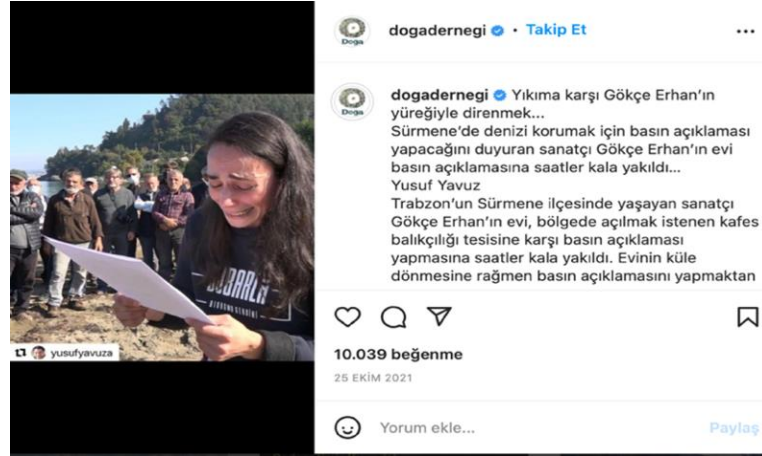 dogadernegi • Takip Et
Doğa
dogadernegi Yıkıma karşı Gökçe Erhan'ın
yüreğiyle direnmek...
Sürmene'de denizi korumak için basın açıklaması
yapacağını duyuran sanatçı Gökçe Erhan'ın evi
basın açıklamasına saatler kala yakıldı...
Yusuf Yavuz
Trabzon'un Sürmene ilçesinde yaşayan sanatçı
Gökçe Erhan'ın evi, bölgede açılmak istenen kafes
balıkçılığı tesisine karşı basın açıklaması
yapmasına saatler kala yakıldı. Evinin küle
dönmesine rağmen basın açıklamasını yapmaktan
Doğa
yusufyavuza
10.039 beğenme
25 EKİM 2021
Yorum ekle...
Paylaş